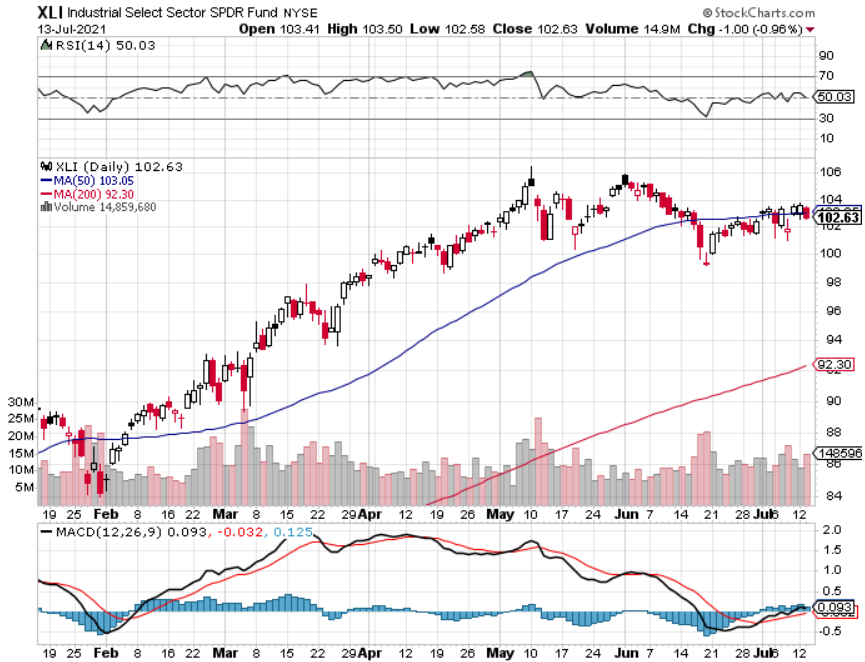 XLI Industrial Select Sector SPDR Fund NYSE © StockCharts.com
13-Jul-2021 Open 103.41 High 103.50 Low 102.58 Close 102.63 Volume 14.9M Chg -1.00 (-0.96%)
RSI(14) 50.03
90
70
50.03
30
10
XLI (Daily) 102.63
MA(50) 103.05
MA(200) 92.30
Volume 14,859,680
106
104
102.63
102
100
98
96
94
92.30
90
88
86
84
30M
25M
20M
15M
10M
5M
148596
19 25 Feb 8 16 22 Mar 8 15 22 29 Apr 12 19 26 May 10 17 24 Jun 7 14 21 28 Jul 6 12
MACD(12,26,9) 0.093, -0.032, 0.125
2.0
1.5
1.0
0.5
0.093
-0.5
19 25 Feb 8 16 22 Mar 8 15 22 29 Apr 12 19 26 May 10 17 24 Jun 7 14 21 28 Jul 6 12